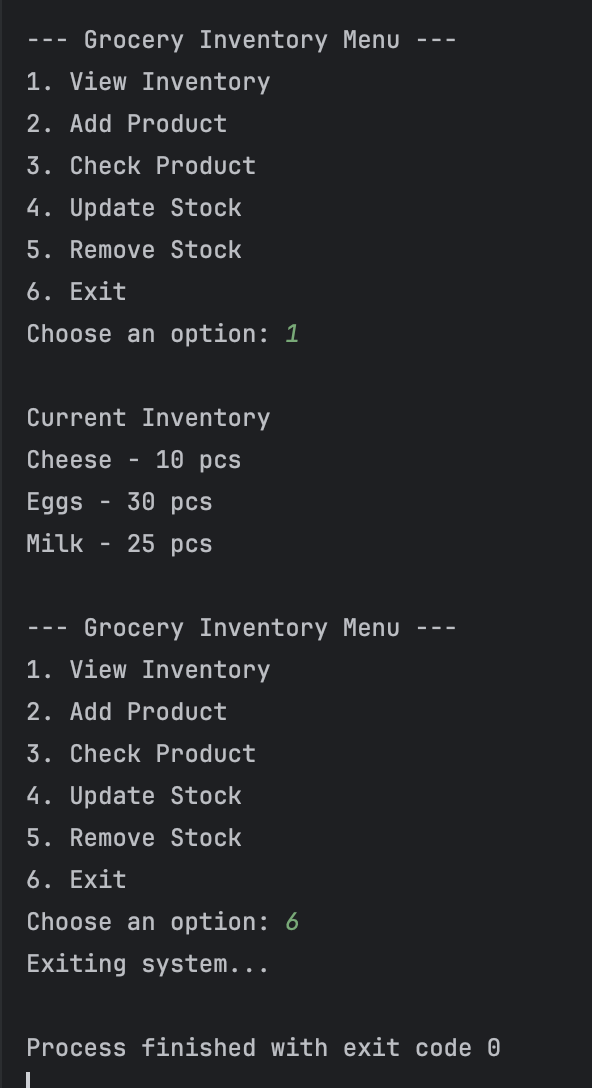 --- Grocery Inventory Menu ---
1. View Inventory
2. Add Product
3. Check Product
4. Update Stock
5. Remove Stock
6. Exit
Choose an option: 1
Current Inventory
Cheese - 10 pcs
Eggs - 30 pcs
Milk - 25 pcs
--- Grocery Inventory Menu ---
1. View Inventory
2. Add Product
3. Check Product
4. Update Stock
5. Remove Stock
6. Exit
Choose an option: 6
Exiting system...
Process finished with exit code 0